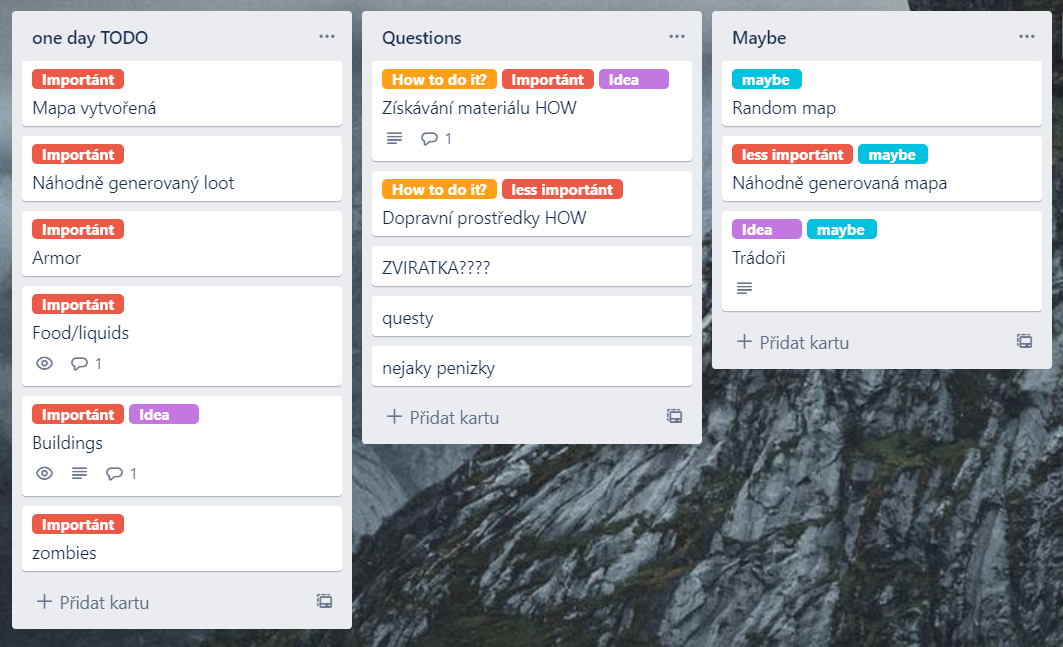 one day TODO
Importánt
Mapa vytvořená
Importánt
Náhodně generovaný loot
Importánt
Armor
Importánt
Food/liquids
1
Importánt Idea
Buildings
1
Importánt
zombies
+ Přidat kartu
Questions
How to do it? Importánt Idea
Získávání materiálu HOW
1
How to do it? less importánt
Dopravní prostředky HOW
ZVIRATKA????
questy
nejaky penizky
+ Přidat kartu
Maybe
maybe
Random map
less importánt maybe
Náhodně generovaná mapa
Idea maybe
Trádoři
+ Přidat kartu